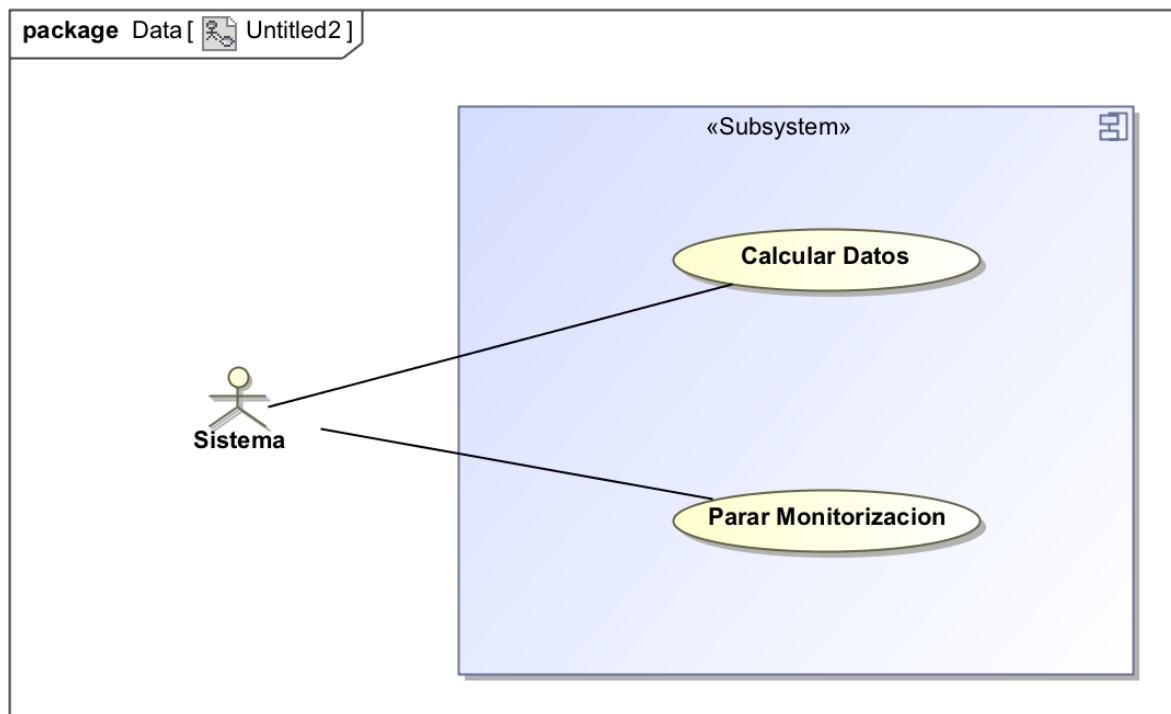 package Data [ Untitled2 ]
«Subsystem»
Calcular Datos
Sistema
Parar Monitorizacion